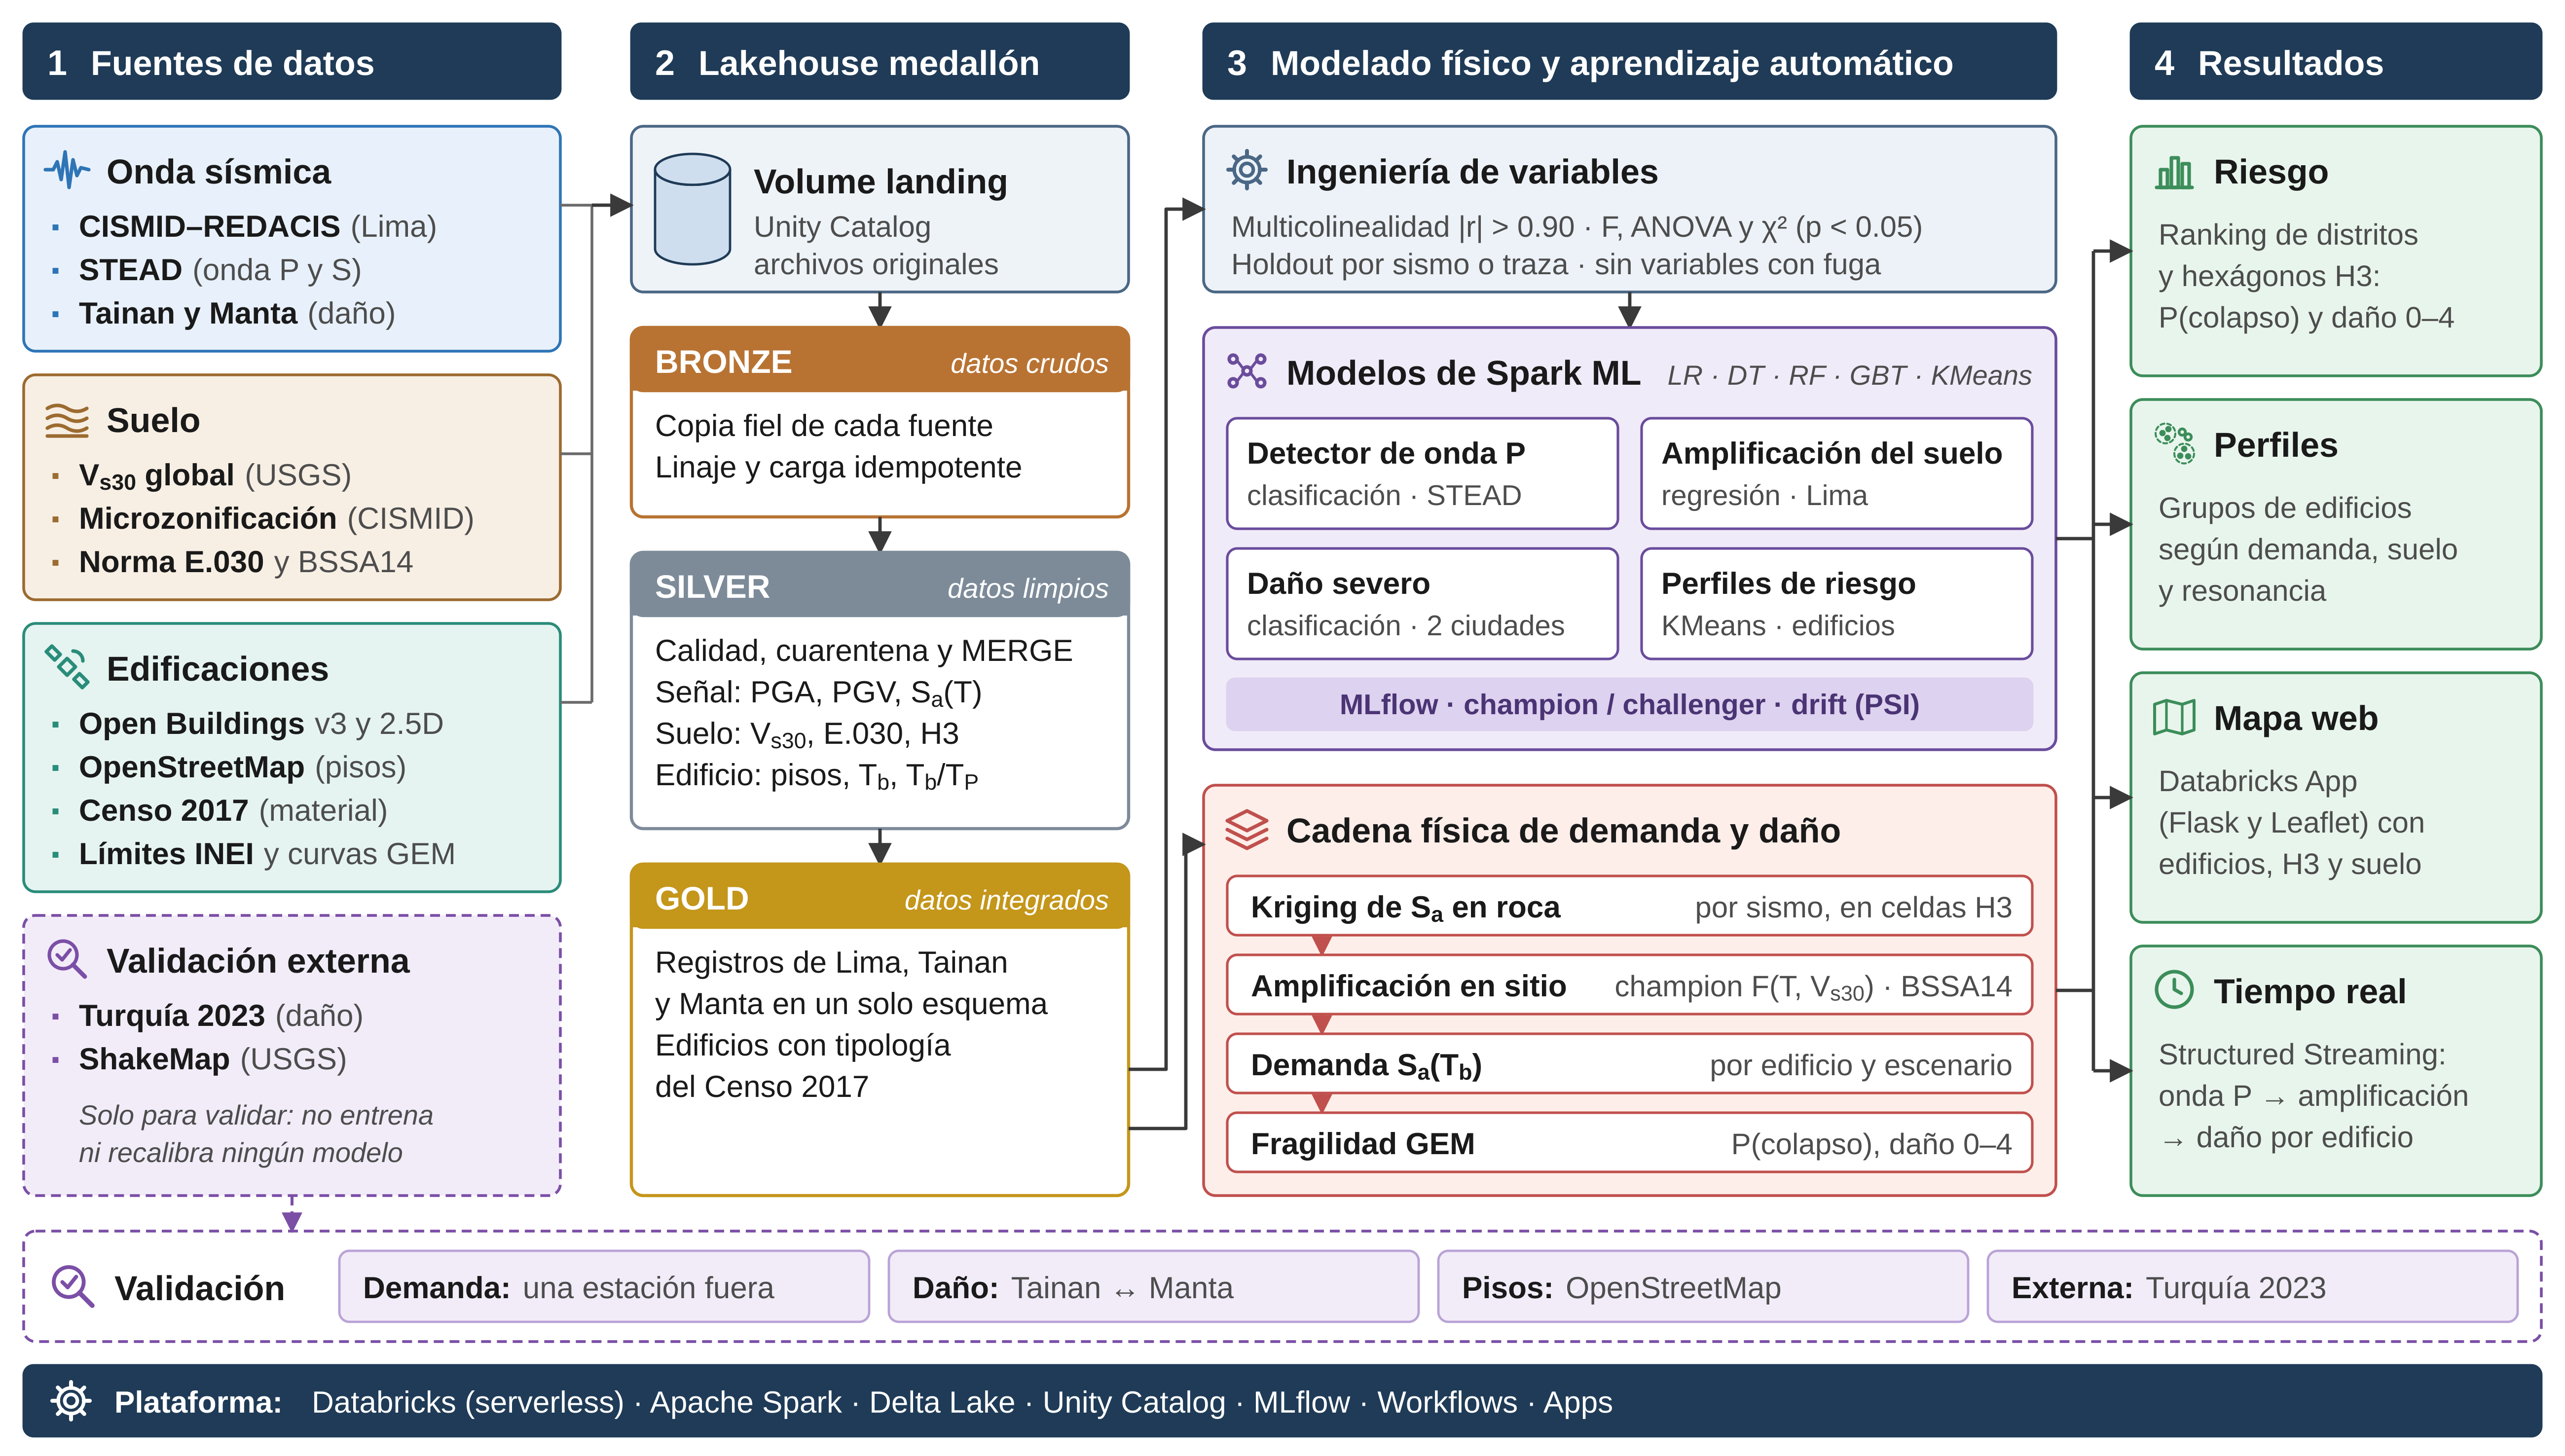 1 Fuentes de datos
Onda sísmica
▪ CISMID–REDACIS (Lima)
▪ STEAD (onda P y S)
▪ Tainan y Manta (daño)
Suelo
▪ Vs30 global (USGS)
▪ Microzonificación (CISMID)
▪ Norma E.030 y BSSA14
Edificaciones
▪ Open Buildings v3 y 2.5D
▪ OpenStreetMap (pisos)
▪ Censo 2017 (material)
▪ Límites INEI y curvas GEM
Validación externa
▪ Turquía 2023 (daño)
▪ ShakeMap (USGS)
Solo para validar: no entrena
ni recalibra ningún modelo
2 Lakehouse medallón
Volume landing
Unity Catalog
archivos originales
BRONZE datos crudos
Copia fiel de cada fuente
Linaje y carga idempotente
SILVER datos limpios
Calidad, cuarentena y MERGE
Señal: PGA, PGV, Sa(T)
Suelo: Vs30, E.030, H3
Edificio: pisos, Tb, Tb/TP
GOLD datos integrados
Registros de Lima, Tainan
y Manta en un solo esquema
Edificios con tipología
del Censo 2017
3 Modelado físico y aprendizaje automático
Ingeniería de variables
Multicolinealidad |r| > 0.90 · F, ANOVA y χ² (p < 0.05)
Holdout por sismo o traza · sin variables con fuga
Modelos de Spark ML LR · DT · RF · GBT · KMeans
Detector de onda P
clasificación · STEAD
Amplificación del suelo
regresión · Lima
Daño severo
clasificación · 2 ciudades
Perfiles de riesgo
KMeans · edificios
MLflow · champion / challenger · drift (PSI)
Cadena física de demanda y daño
Kriging de Sa en roca por sismo, en celdas H3
Amplificación en sitio champion F(T, Vs30) · BSSA14
Demanda Sa(Tb) por edificio y escenario
Fragilidad GEM P(colapso), daño 0–4
4 Resultados
Riesgo
Ranking de distritos
y hexágonos H3:
P(colapso) y daño 0–4
Perfiles
Grupos de edificios
según demanda, suelo
y resonancia
Mapa web
Databricks App
(Flask y Leaflet) con
edificios, H3 y suelo
Tiempo real
Structured Streaming:
onda P → amplificación
→ daño por edificio
Validación
Demanda: una estación fuera
Daño: Tainan ↔ Manta
Pisos: OpenStreetMap
Externa: Turquía 2023
Plataforma: Databricks (serverless) · Apache Spark · Delta Lake · Unity Catalog · MLflow · Workflows · Apps